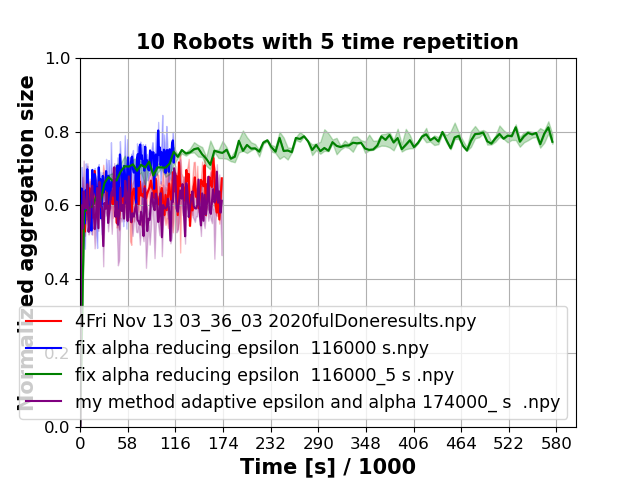 10 Robots with 5 time repetition
Normalized aggregation size
1.0
0.8
0.6
0.4
0.2
0.0
4Fri Nov 13 03_36_03 2020fulDoneresults.npy
fix alpha reducing epsilon  116000 s.npy
fix alpha reducing epsilon  116000_5 s .npy
my method adaptive epsilon and alpha 174000_ s  .npy
0 58 116 174 232 290 348 406 464 522 580
Time [s] / 1000